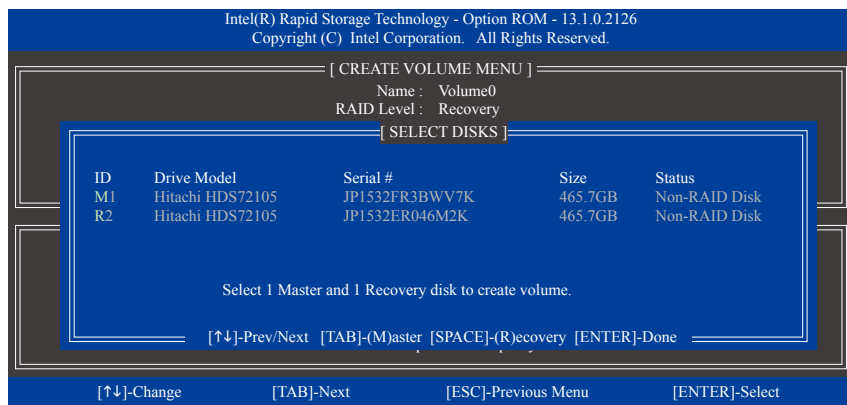 Intel(R) Rapid Storage Technology - Option ROM - 13.1.0.2126
Copyright (C) Intel Corporation. All Rights Reserved.
[ CREATE VOLUME MENU ]
Name : Volume0
RAID Level : Recovery
[ SELECT DISKS ]
ID Drive Model Serial # Size Status
M1 Hitachi HDS72105 JP1532FR3BWV7K 465.7GB Non-RAID Disk
R2 Hitachi HDS72105 JP1532ER046M2K 465.7GB Non-RAID Disk
Select 1 Master and 1 Recovery disk to create volume.
[↑↓]-Prev/Next [TAB]-(M)aster [SPACE]-(R)ecovery [ENTER]-Done
[↑↓]-Change [TAB]-Next [ESC]-Previous Menu [ENTER]-Select